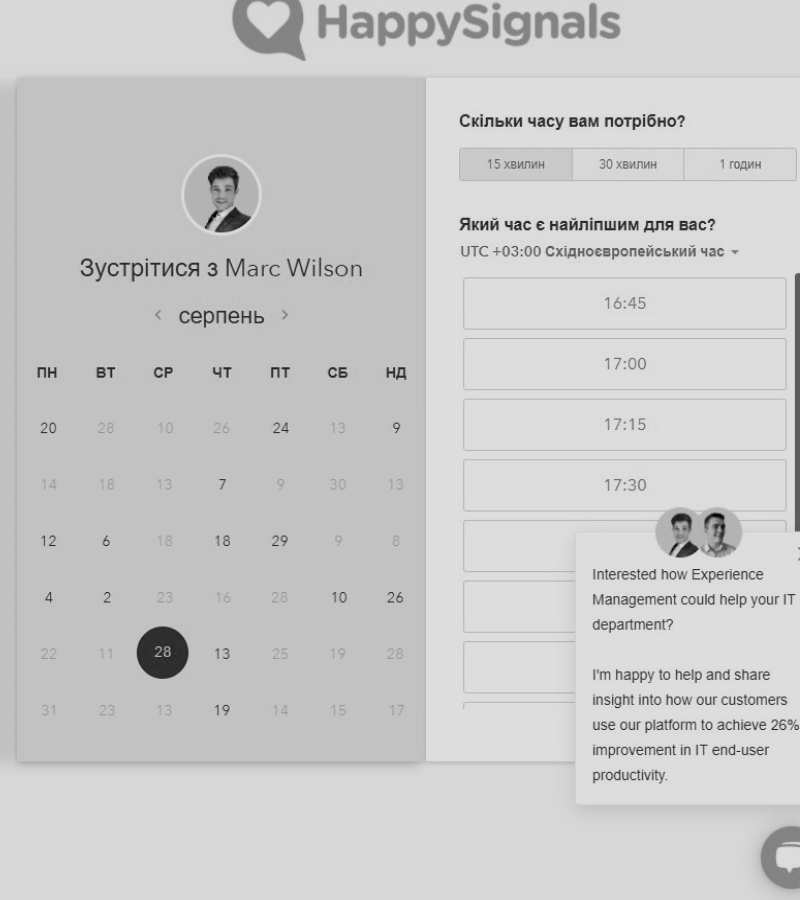 HappySignals
Зустрітися з Marc Wilson
серпень
ПН ВТ СР ЧТ ПТ СБ НД
20 28 10 26 24 13 9
14 18 13 7 9 30 13
12 6 18 18 29 9 8
4 2 23 16 28 10 26
22 11 28 13 25 19 28
31 23 13 19 14 15 17
Скільки часу вам потрібно?
15 хвилин 30 хвилин 1 годин
Який час є найліпшим для вас?
UTC +03:00 Східноєвропейський час
16:45
17:00
17:15
17:30
Interested how Experience
Management could help your IT
department?
I'm happy to help and share
insight into how our customers
use our platform to achieve 26%
improvement in IT end-user
productivity.